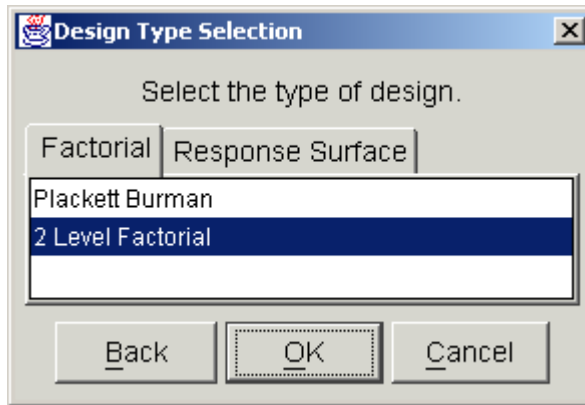 Design Type Selection
Select the type of design.
Factorial Response Surface
Plackett Burman
2 Level Factorial
Back OK Cancel